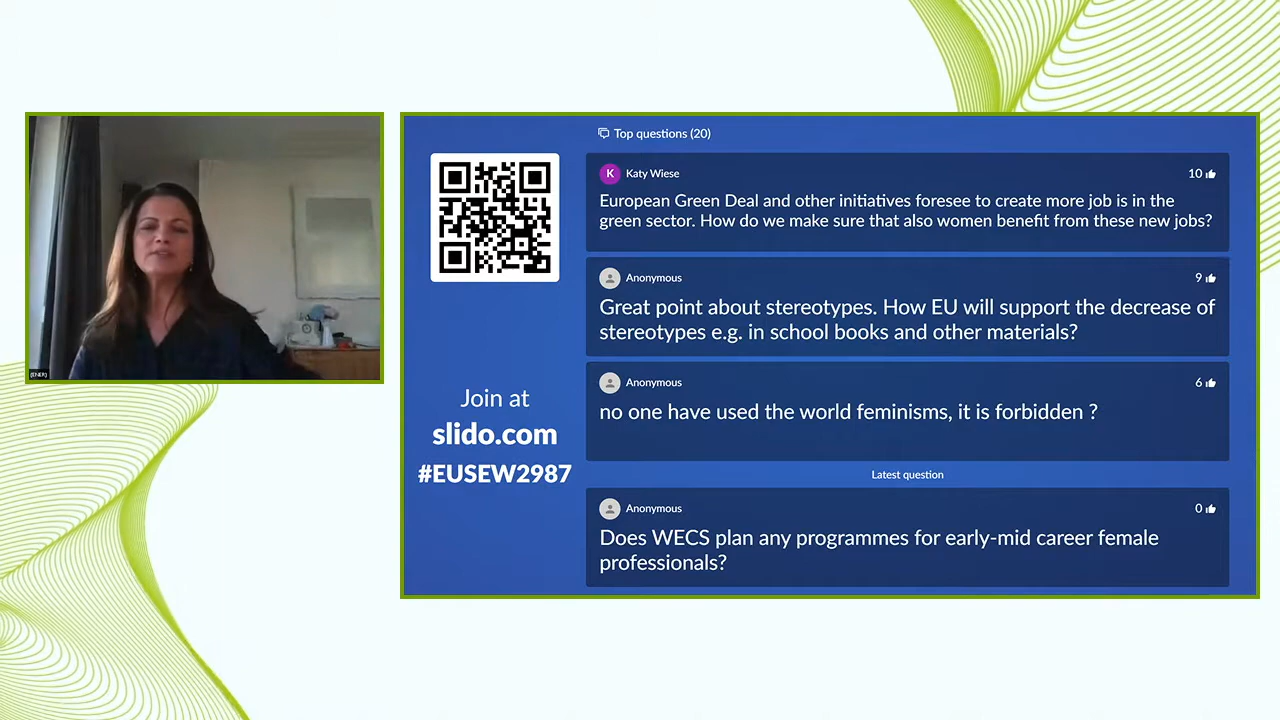 [ENER]
Join at
slido.com
#EUSEW2987
Top questions (20)
K
Katy Wiese
10
European Green Deal and other initiatives foresee to create more job is in the
green sector. How do we make sure that also women benefit from these new jobs?
Anonymous
9
Great point about stereotypes. How EU will support the decrease of
stereotypes e.g. in school books and other materials?
Anonymous
6
no one have used the world feminisms, it is forbidden ?
Latest question
Anonymous
0
Does WECS plan any programmes for early-mid career female
professionals?